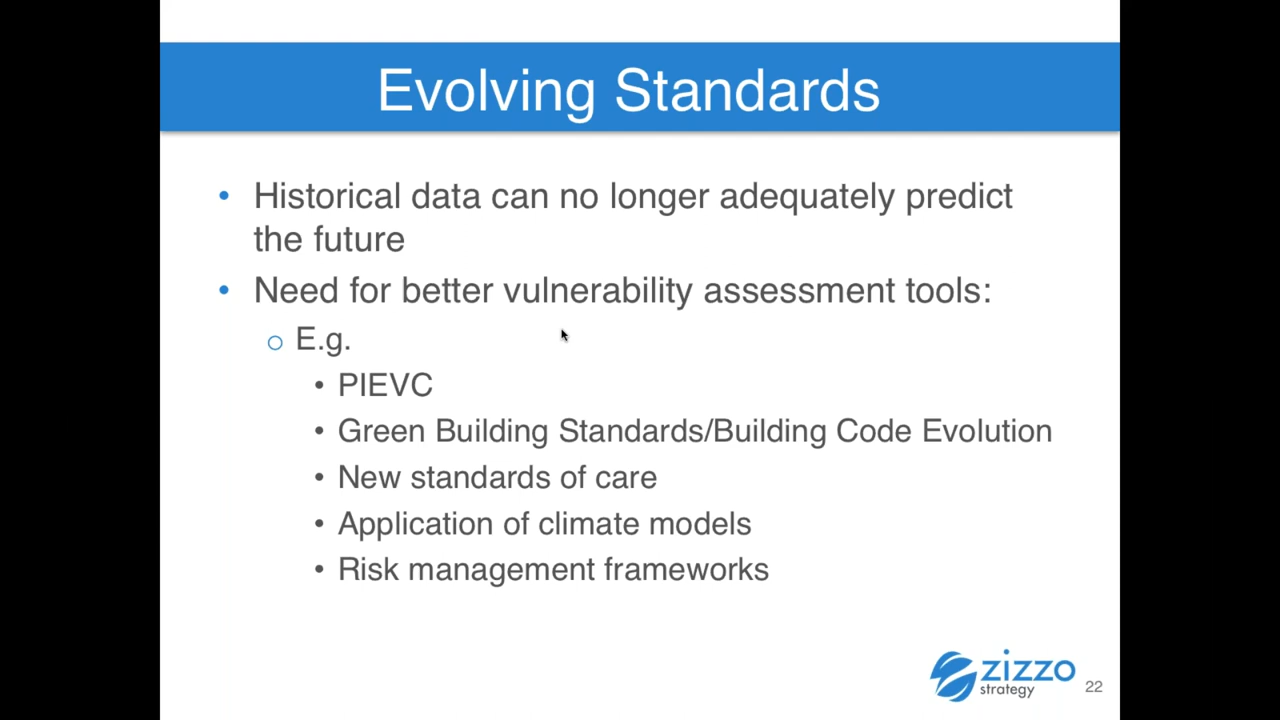 Evolving Standards
• Historical data can no longer adequately predict
the future
• Need for better vulnerability assessment tools:
o E.g.
• PIEVC
• Green Building Standards/Building Code Evolution
• New standards of care
• Application of climate models
• Risk management frameworks
zizzo
strategy
22